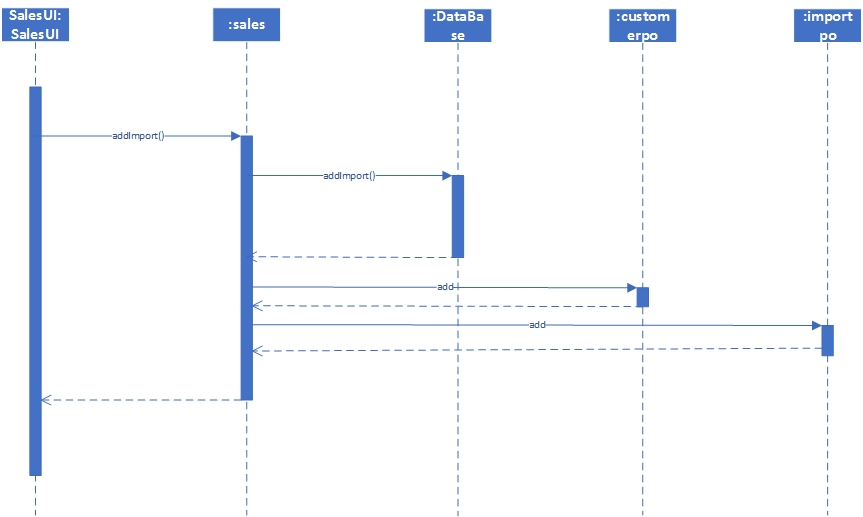 SalesUI:
SalesUI
:sales
:DataBa
se
:custom
erpo
:import
po
addImport()
addImport()
add
add